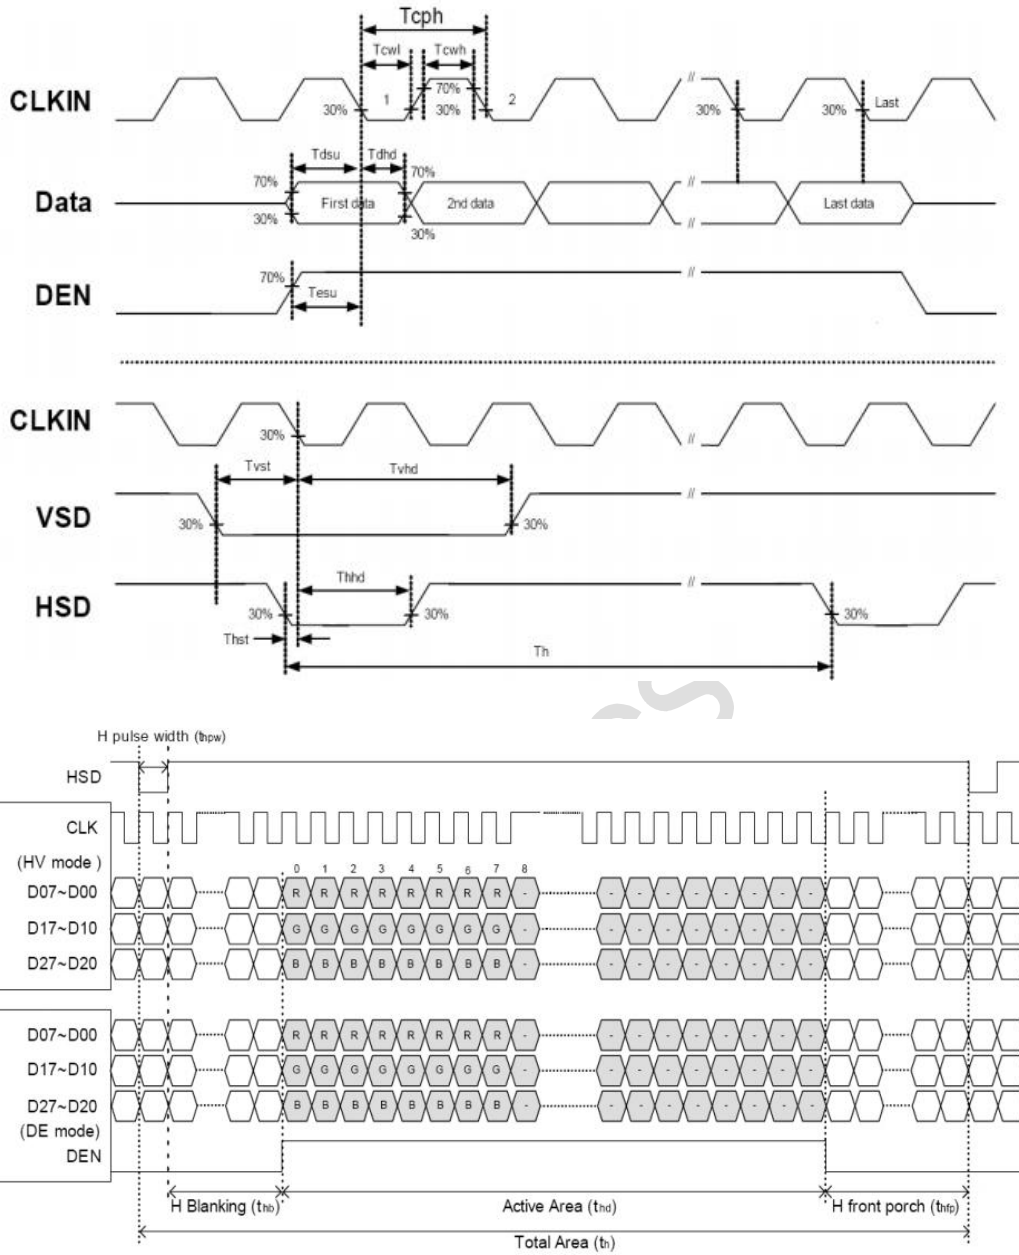 Tcph
Tcwl Tcwh
CLKIN 30% 1 70% 30% 2 // 30% 30% Last
Tdsu Tdhd
70% 70%
Data First data 2nd data // Last data
30% 30%
//
70%
DEN Tesu
CLKIN 30% //
Tvst Tvhd
//
VSD 30% 30%
Thhd //
HSD 30% 30% 30%
Thst
Th
S
H pulse width (thpw)
HSD
CLK
(HV mode )
0 1 2 3 4 5 6 7 8
D07~D00 R R R R R R R R - - - - - - - - -
D17~D10 G G G G G G G G - - - - - - - - -
D27~D20 B B B B B B B B - - - - - - - - -
D07~D00 R R R R R R R R - - - - - - - - -
D17~D10 G G G G G G G G - - - - - - - - -
D27~D20 B B B B B B B B - - - - - - - - -
(DE mode)
DEN
H Blanking (thb) Active Area (thd) H front porch (thfp)
Total Area (th)